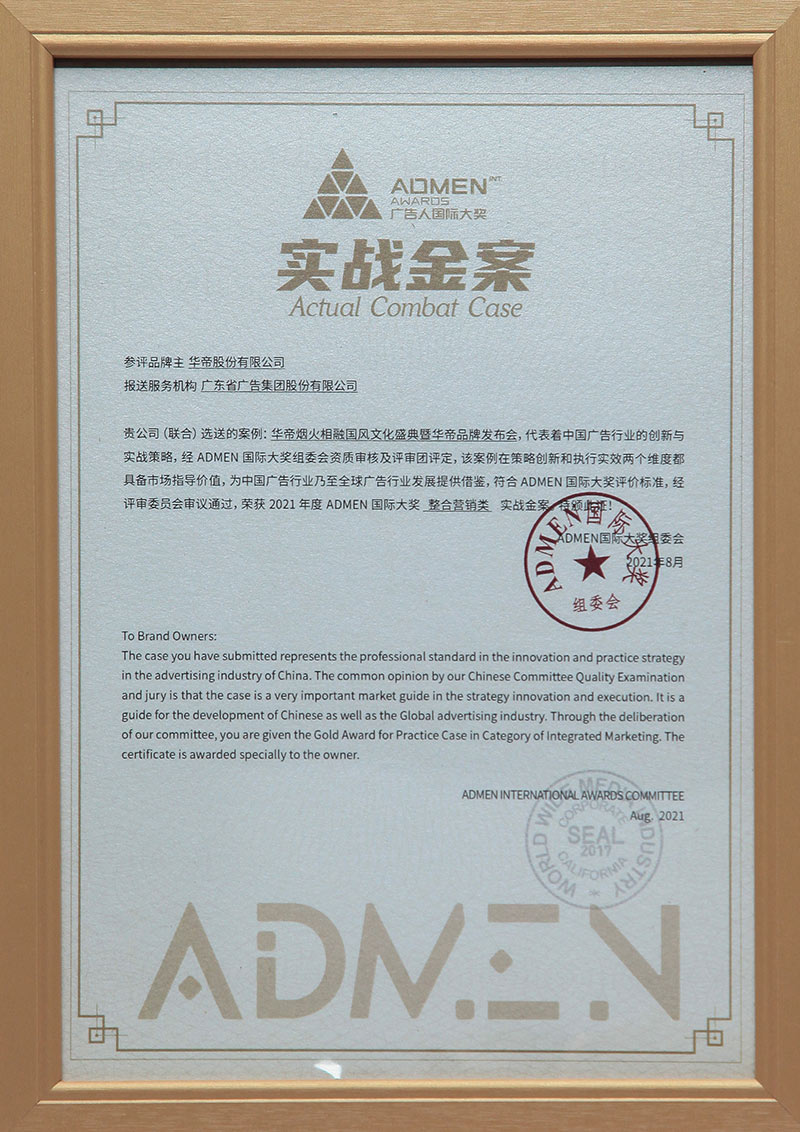 ADMEN INT.
AWARDS
广告人国际大奖
实战金案
Actual Combat Case
参评品牌主 华帝股份有限公司
报送服务机构 广东省广告集团股份有限公司
贵公司（联合）选送的案例：华帝烟火相融国风文化盛典暨华帝品牌发布会，代表着中国广告行业的创新与
实战策略，经 ADMEN 国际大奖组委会资质审核及评审团评定，该案例在策略创新和执行实效两个维度都
具备市场指导价值，为中国广告行业乃至全球广告行业发展提供借鉴，符合 ADMEN 国际大奖评价标准，经
评审委员会审议通过，荣获 2021 年度 ADMEN 国际大奖 整合营销类 实战金案，特颁此证！
ADMEN国际大奖组委会
2021年8月
ADMEN国际大奖
组委会
To Brand Owners:
The case you have submitted represents the professional standard in the innovation and practice strategy
in the advertising industry of China. The common opinion by our Chinese Committee Quality Examination
and jury is that the case is a very important market guide in the strategy innovation and execution. It is a
guide for the development of Chinese as well as the Global advertising industry. Through the deliberation
of our committee, you are given the Gold Award for Practice Case in Category of Integrated Marketing. The
certificate is awarded specially to the owner.
ADMEN INTERNATIONAL AWARDS COMMITTEE
Aug. 2021
WORLD WIDE MEDIA INDUSTRY
CORPORATE
SEAL
2017
CALIFORNIA
ADMEN